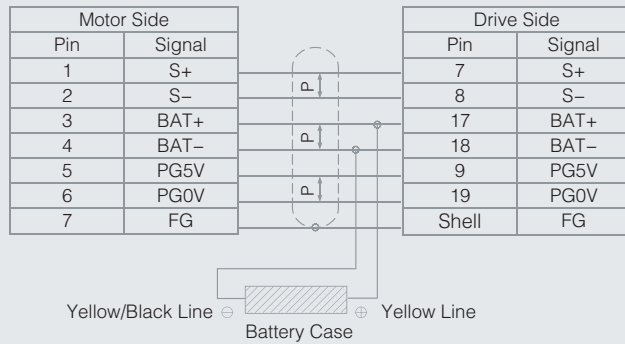 Motor Side Drive Side
Pin Signal Pin Signal
1 S+ P 7 S+
2 S− 8 S−
3 BAT+ P 17 BAT+
4 BAT− 18 BAT−
5 PG5V P 9 PG5V
6 PG0V 19 PG0V
7 FG Shell FG
Yellow/Black Line ⊖ ⊕ Yellow Line
Battery Case